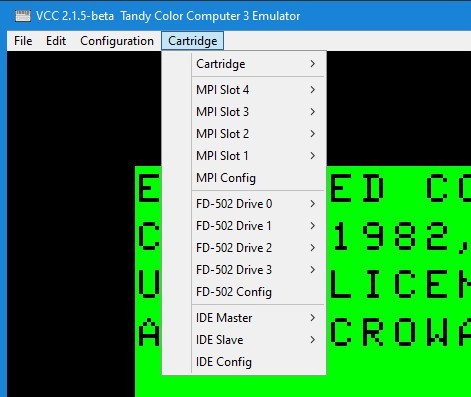 VCC 2.1.5-beta Tandy Color Computer 3 Emulator
File Edit Configuration Cartridge
Cartridge
MPI Slot 4
MPI Slot 3
MPI Slot 2
MPI Slot 1
MPI Config
FD-502 Drive 0
FD-502 Drive 1
FD-502 Drive 2
FD-502 Drive 3
FD-502 Config
IDE Master
IDE Slave
IDE Config
E ED CO
C 1982,
U LICEN
A CROWA